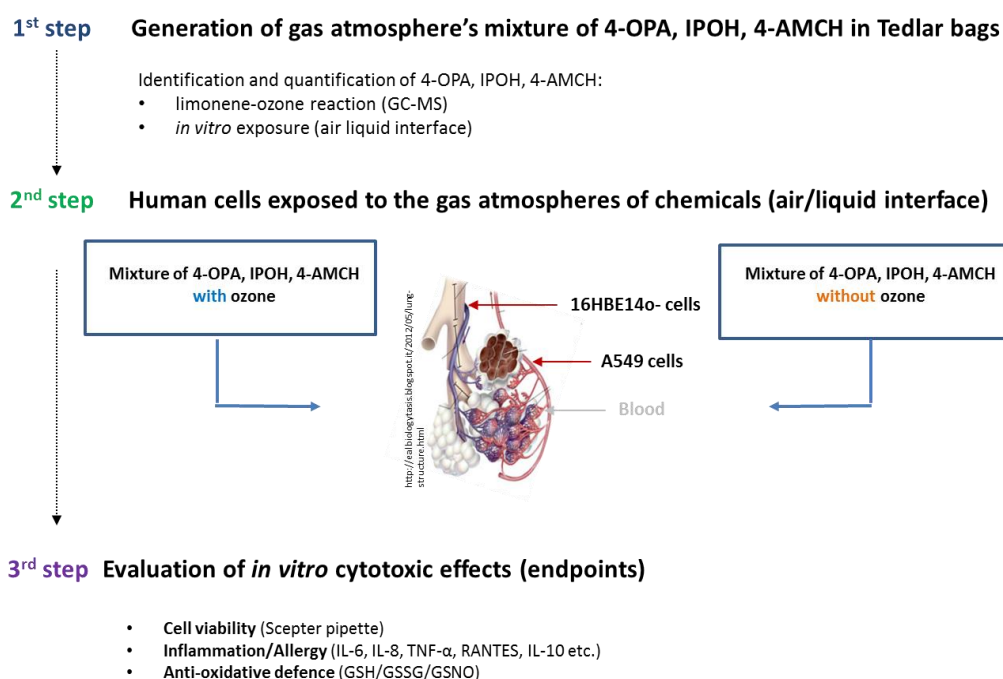 1st step Generation of gas atmosphere's mixture of 4-OPA, IPOH, 4-AMCH in Tedlar bags
Identification and quantification of 4-OPA, IPOH, 4-AMCH:
• limonene-ozone reaction (GC-MS)
• in vitro exposure (air liquid interface)
2nd step Human cells exposed to the gas atmospheres of chemicals (air/liquid interface)
Mixture of 4-OPA, IPOH, 4-AMCH
with ozone
http://ealbiologytasis.blogspot.it/2012/05/lung-
structure.html
16HBE14o- cells
A549 cells
Blood
Mixture of 4-OPA, IPOH, 4-AMCH
without ozone
3rd step Evaluation of in vitro cytotoxic effects (endpoints)
• Cell viability (Scepter pipette)
• Inflammation/Allergy (IL-6, IL-8, TNF-α, RANTES, IL-10 etc.)
• Anti-oxidative defence (GSH/GSSG/GSNO)